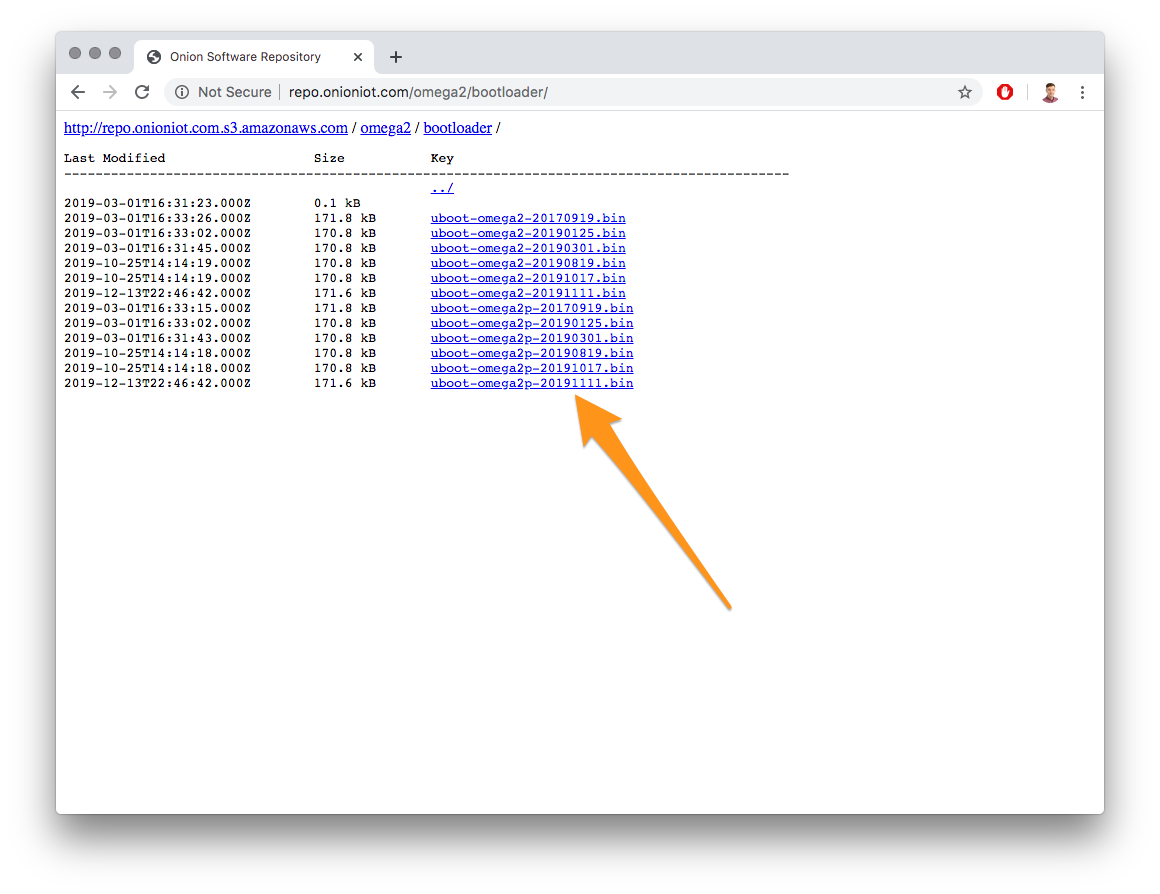 Onion Software Repository
Not Secure | repo.onioniot.com/omega2/bootloader/
http://repo.onioniot.com.s3.amazonaws.com / omega2 / bootloader /
Last Modified Size Key
---------------------------------------------------------------------------------------------
../
2019-03-01T16:31:23.000Z 0.1 kB
2019-03-01T16:33:26.000Z 171.8 kB uboot-omega2-20170919.bin
2019-03-01T16:33:02.000Z 170.8 kB uboot-omega2-20190125.bin
2019-03-01T16:31:45.000Z 170.8 kB uboot-omega2-20190301.bin
2019-10-25T14:14:19.000Z 170.8 kB uboot-omega2-20190819.bin
2019-10-25T14:14:19.000Z 170.8 kB uboot-omega2-20191017.bin
2019-12-13T22:46:42.000Z 171.6 kB uboot-omega2-20191111.bin
2019-03-01T16:33:15.000Z 171.8 kB uboot-omega2p-20170919.bin
2019-03-01T16:33:02.000Z 170.8 kB uboot-omega2p-20190125.bin
2019-03-01T16:31:43.000Z 170.8 kB uboot-omega2p-20190301.bin
2019-10-25T14:14:18.000Z 170.8 kB uboot-omega2p-20190819.bin
2019-10-25T14:14:18.000Z 170.8 kB uboot-omega2p-20191017.bin
2019-12-13T22:46:42.000Z 171.6 kB uboot-omega2p-20191111.bin